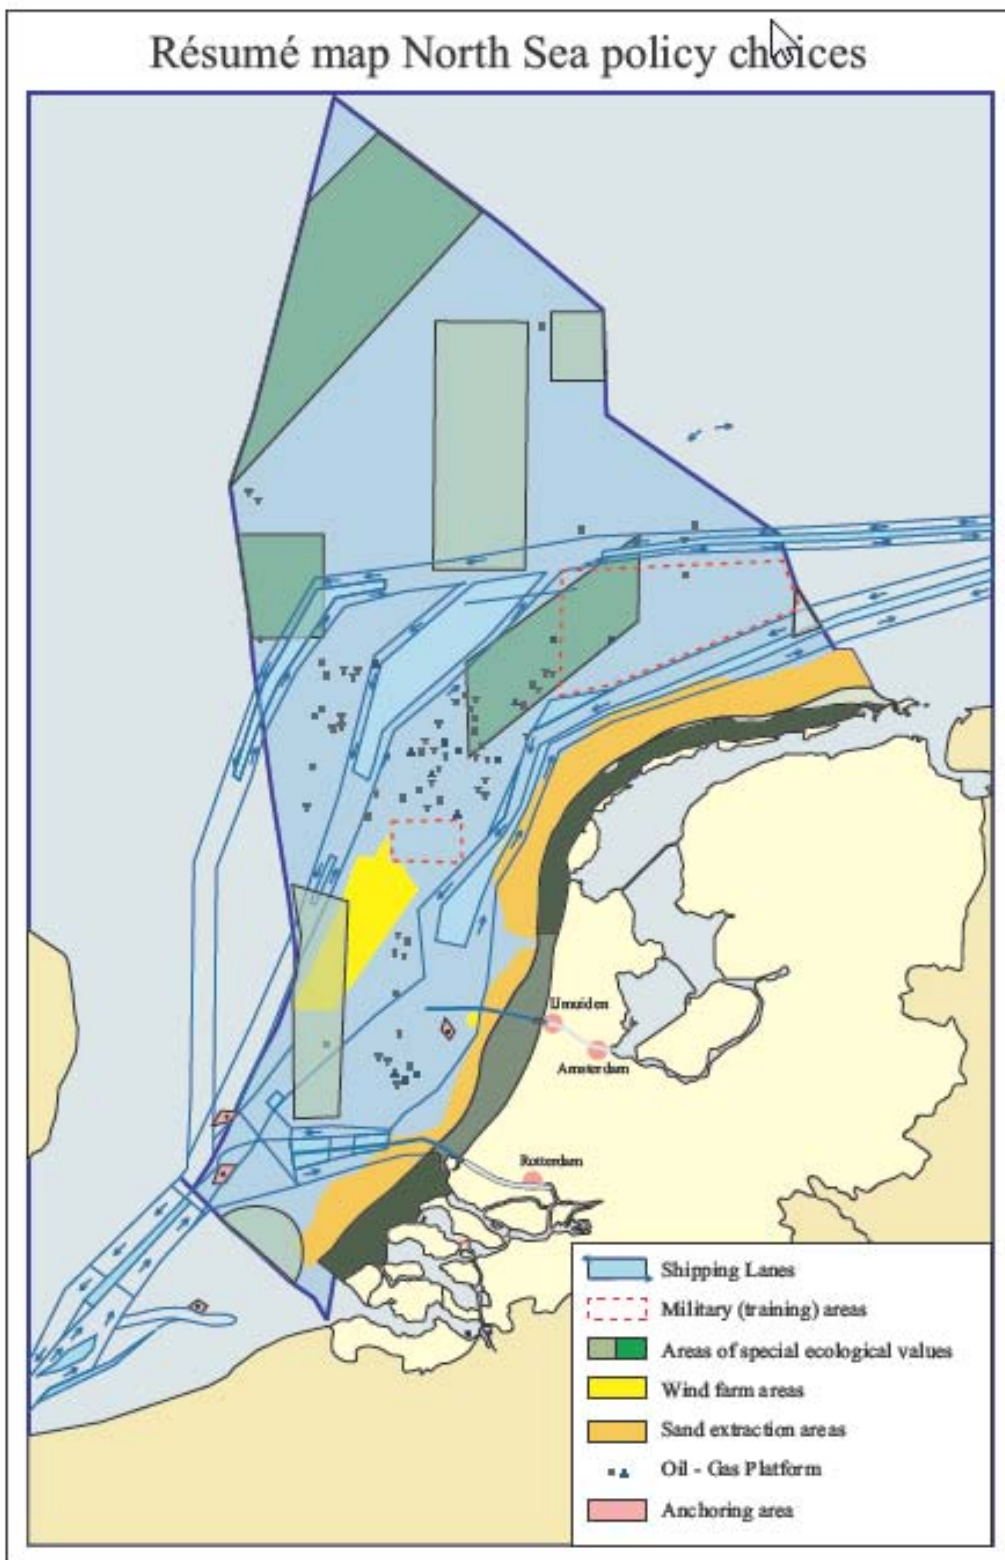 Résumé map North Sea policy choices
IJmuiden
Amsterdam
Rotterdam
Shipping Lanes
Military (training) areas
Areas of special ecological values
Wind farm areas
Sand extraction areas
Oil - Gas Platform
Anchoring area